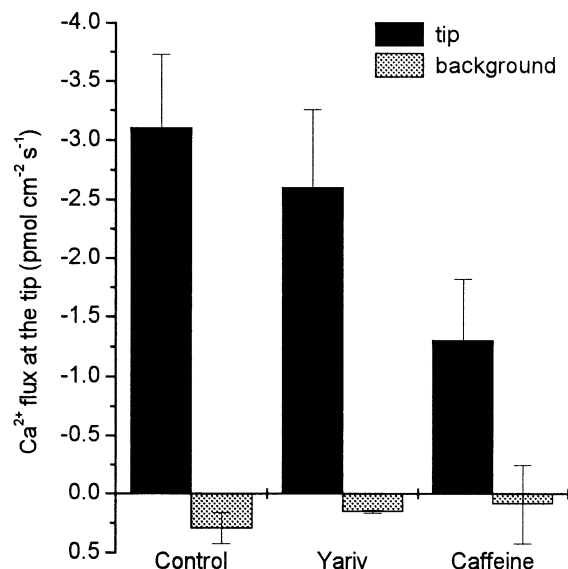 -4.0
-3.5
-3.0
-2.5
-2.0
-1.5
-1.0
-0.5
0.0
0.5
Ca²⁺ flux at the tip (pmol cm⁻² s⁻¹)
tip
background
Control Yariv Caffeine